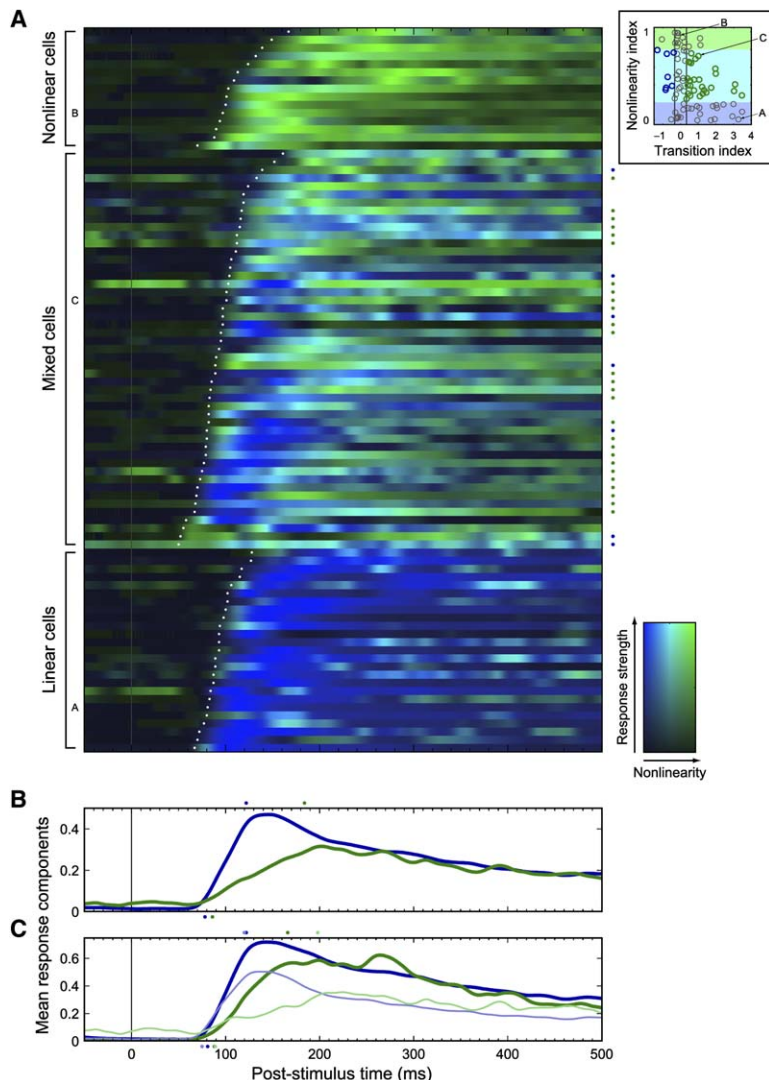 A
Nonlinear cells
B
Mixed cells
C
Linear cells
A
Nonlinearity index
1
0
B
C
A
−1 0 1 2 3 4
Transition index
Response strength
Nonlinearity
B
0.4
0.2
0
C
Mean response components
0.6
0.4
0.2
0
0 100 200 300 400 500
Post-stimulus time (ms)